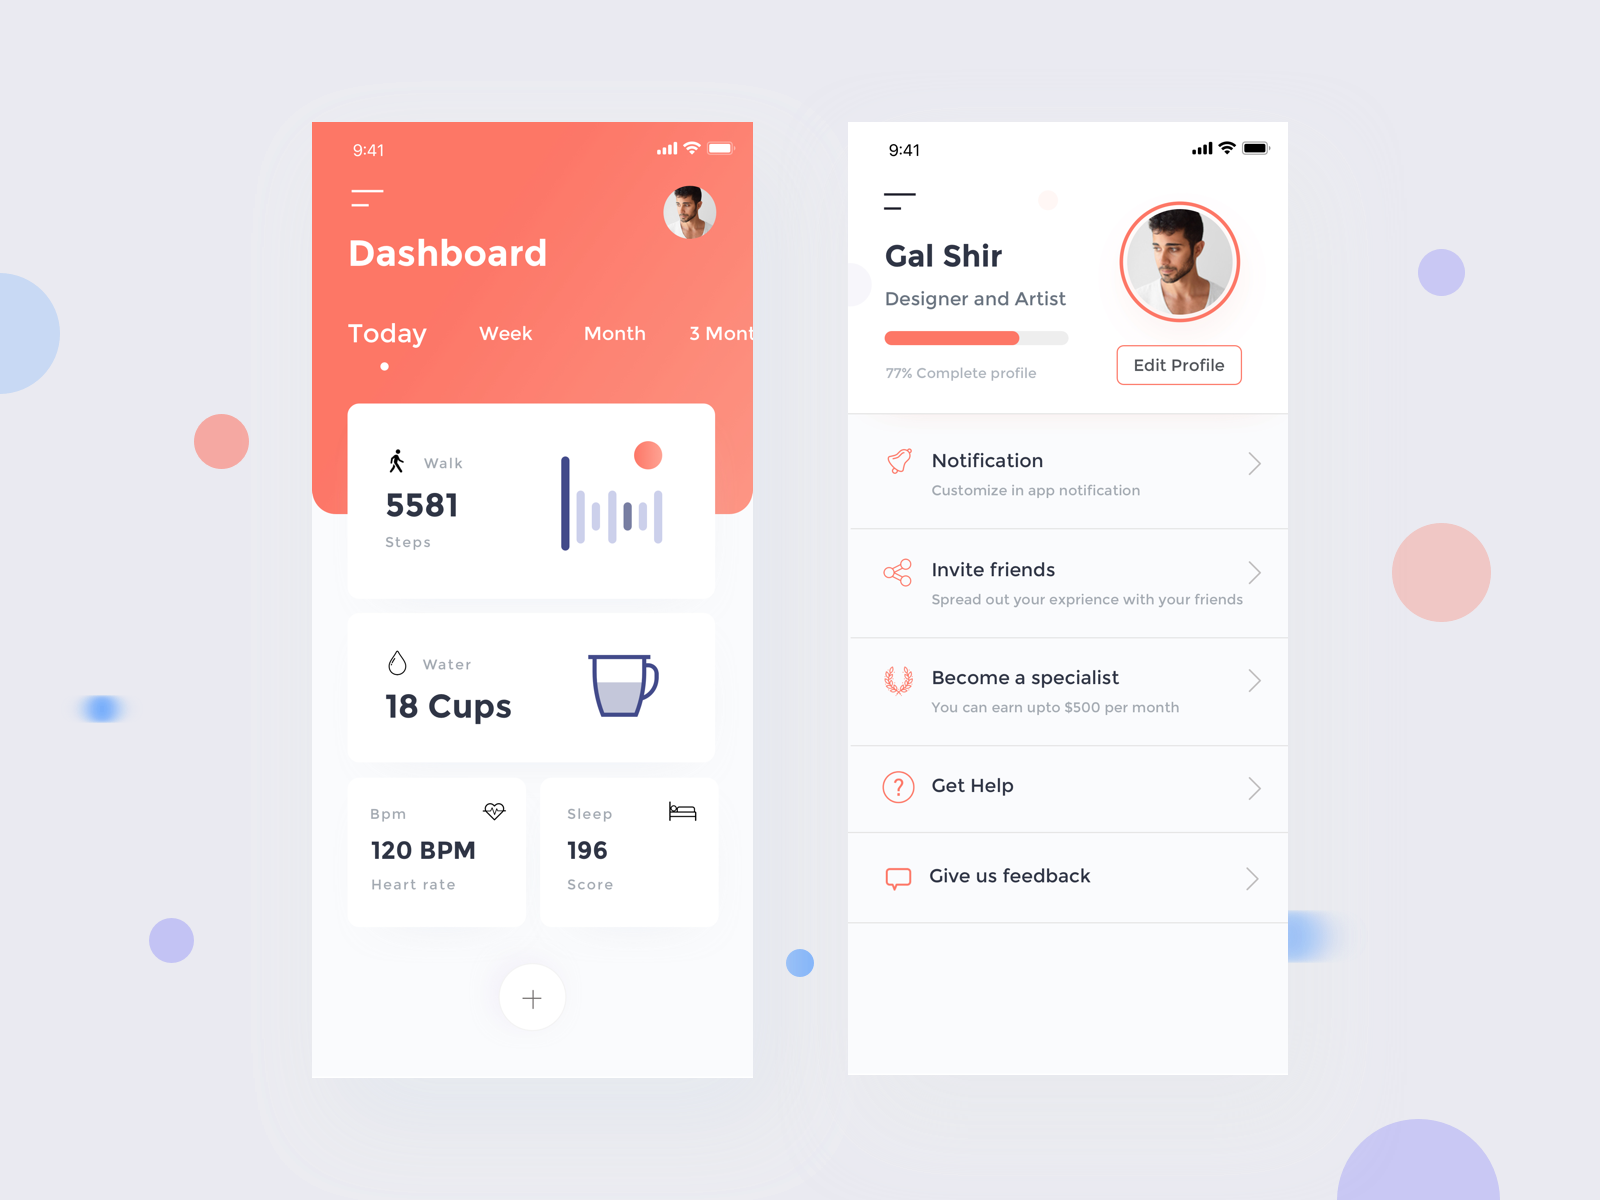 9:41
Dashboard
Today Week Month 3 Mont
Walk
5581
Steps
Water
18 Cups
Bpm
120 BPM
Heart rate
Sleep
196
Score
9:41
Gal Shir
Designer and Artist
77% Complete profile
Edit Profile
Notification
Customize in app notification
Invite friends
Spread out your exprience with your friends
Become a specialist
You can earn upto $500 per month
Get Help
Give us feedback